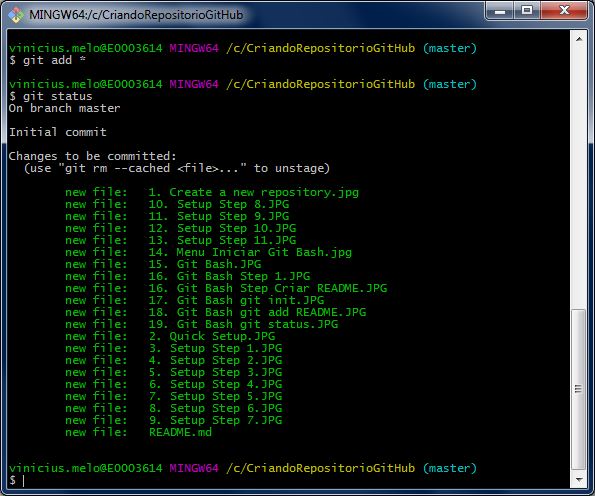 MINGW64:/c/CriandoRepositorioGitHub
vinicius.melo@E0003614 MINGW64 /c/CriandoRepositorioGitHub (master)
$ git add *
vinicius.melo@E0003614 MINGW64 /c/CriandoRepositorioGitHub (master)
$ git status
On branch master
Initial commit
Changes to be committed:
  (use "git rm --cached <file>..." to unstage)
        new file:   1. Create a new repository.jpg
        new file:   10. Setup Step 8.JPG
        new file:   11. Setup Step 9.JPG
        new file:   12. Setup Step 10.JPG
        new file:   13. Setup Step 11.JPG
        new file:   14. Menu Iniciar Git Bash.jpg
        new file:   15. Git Bash.JPG
        new file:   16. Git Bash Step 1.JPG
        new file:   16. Git Bash Step Criar README.JPG
        new file:   17. Git Bash git init.JPG
        new file:   18. Git Bash git add README.JPG
        new file:   19. Git Bash git status.JPG
        new file:   2. Quick Setup.JPG
        new file:   3. Setup Step 1.JPG
        new file:   4. Setup Step 2.JPG
        new file:   5. Setup Step 3.JPG
        new file:   6. Setup Step 4.JPG
        new file:   7. Setup Step 5.JPG
        new file:   8. Setup Step 6.JPG
        new file:   9. Setup Step 7.JPG
        new file:   README.md
vinicius.melo@E0003614 MINGW64 /c/CriandoRepositorioGitHub (master)
$